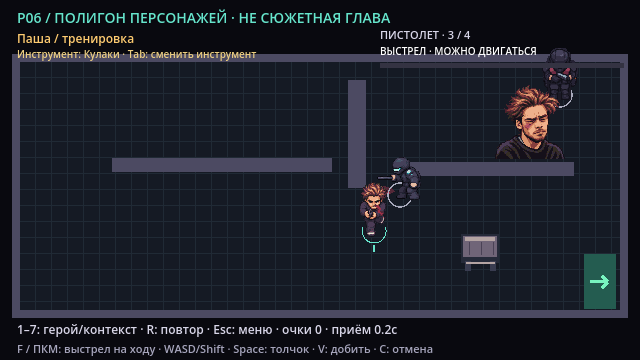 P06 / ПОЛИГОН ПЕРСОНАЖЕЙ · НЕ СЮЖЕТНАЯ ГЛАВА
Паша / тренировка
ПИСТОЛЕТ · 3 / 4
Инструмент: Кулаки · Tab: сменить инструмент
ВЫСТРЕЛ · МОЖНО ДВИГАТЬСЯ
1–7: герой/контекст · R: повтор · Esc: меню · очки 0 · приём 0.2с
F / ПКМ: выстрел на ходу · WASD/Shift · Space: толчок · V: добить · C: отмена